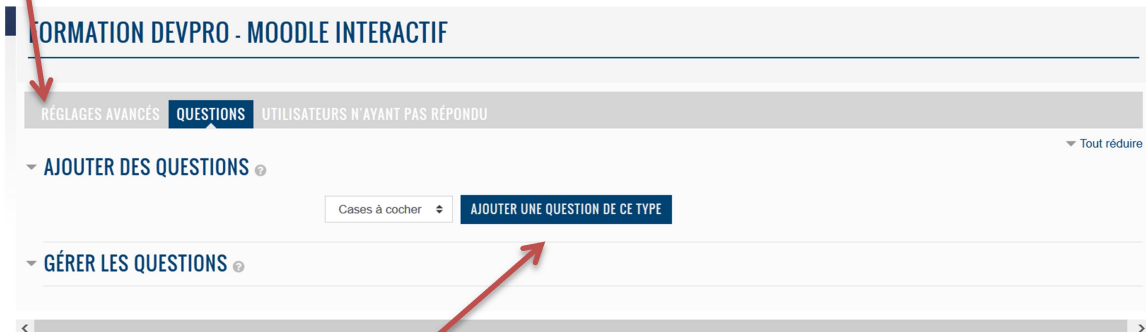 FORMATION DEVPRO - MOODLE INTERACTIF
RÉGLAGES AVANCÉS QUESTIONS UTILISATEURS N'AYANT PAS RÉPONDU
Tout réduire
AJOUTER DES QUESTIONS
Cases à cocher AJOUTER UNE QUESTION DE CE TYPE
GÉRER LES QUESTIONS